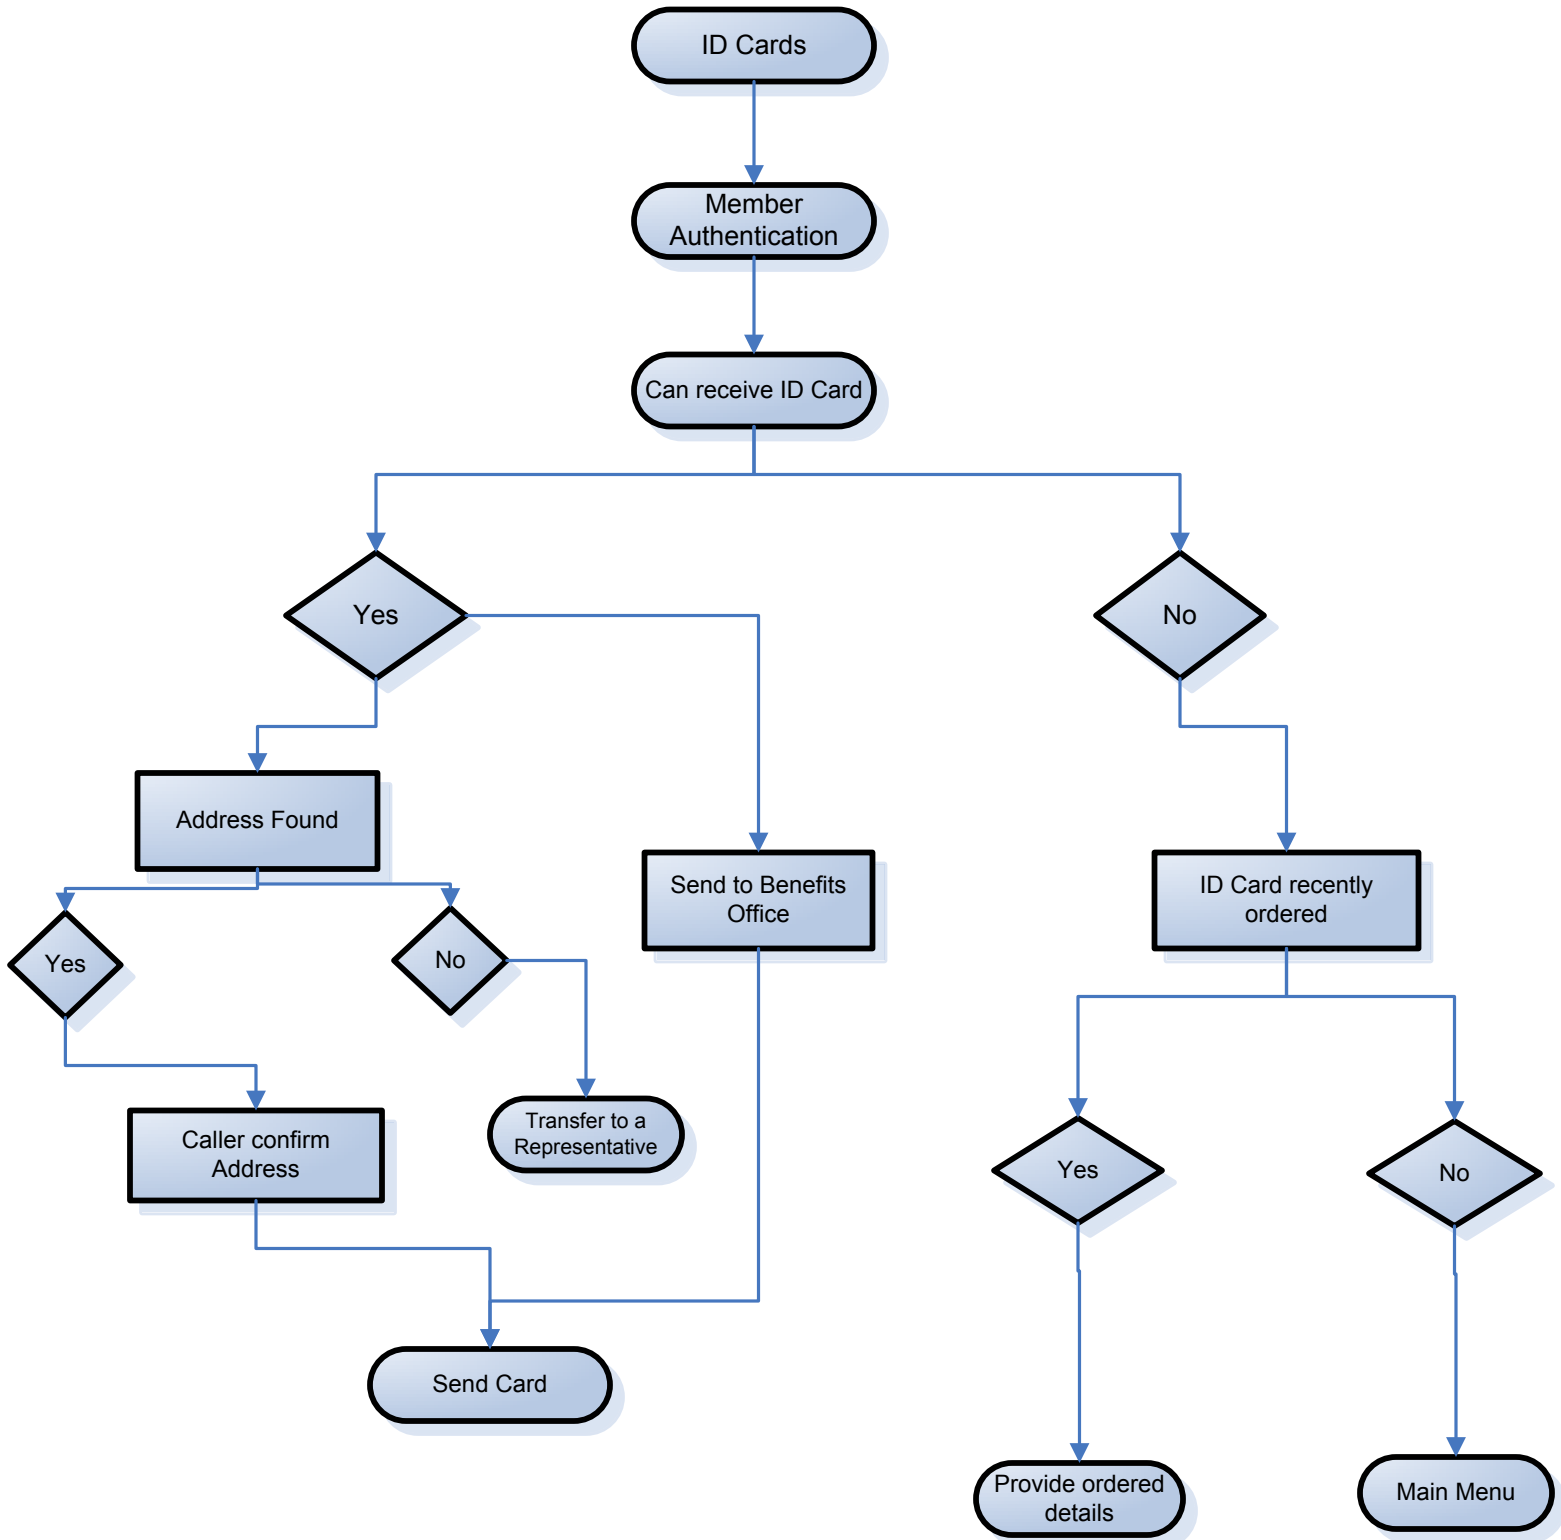 ID Cards
Member
Authentication
Can receive ID Card
Yes
No
Address Found
Send to Benefits
Office
ID Card recently
ordered
Yes
No
Caller confirm
Address
Transfer to a
Representative
Yes
No
Send Card
Provide ordered
details
Main Menu